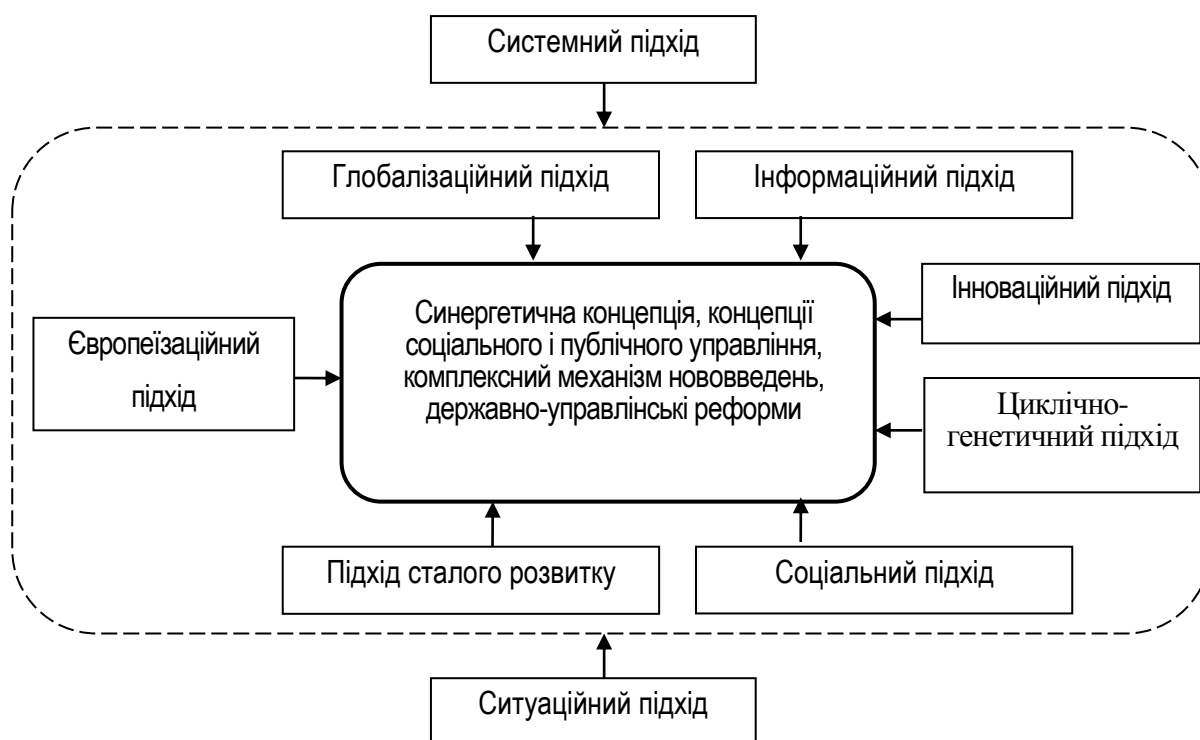 Системний підхід
Глобалізаційний підхід
Інформаційний підхід
Інноваційний підхід
Синергетична концепція, концепції
соціального і публічного управління,
комплексний механізм нововведень,
державно-управлінські реформи
Європеїзаційний
підхід
Циклічно-
генетичний підхід
Підхід сталого розвитку
Соціальний підхід
Ситуаційний підхід